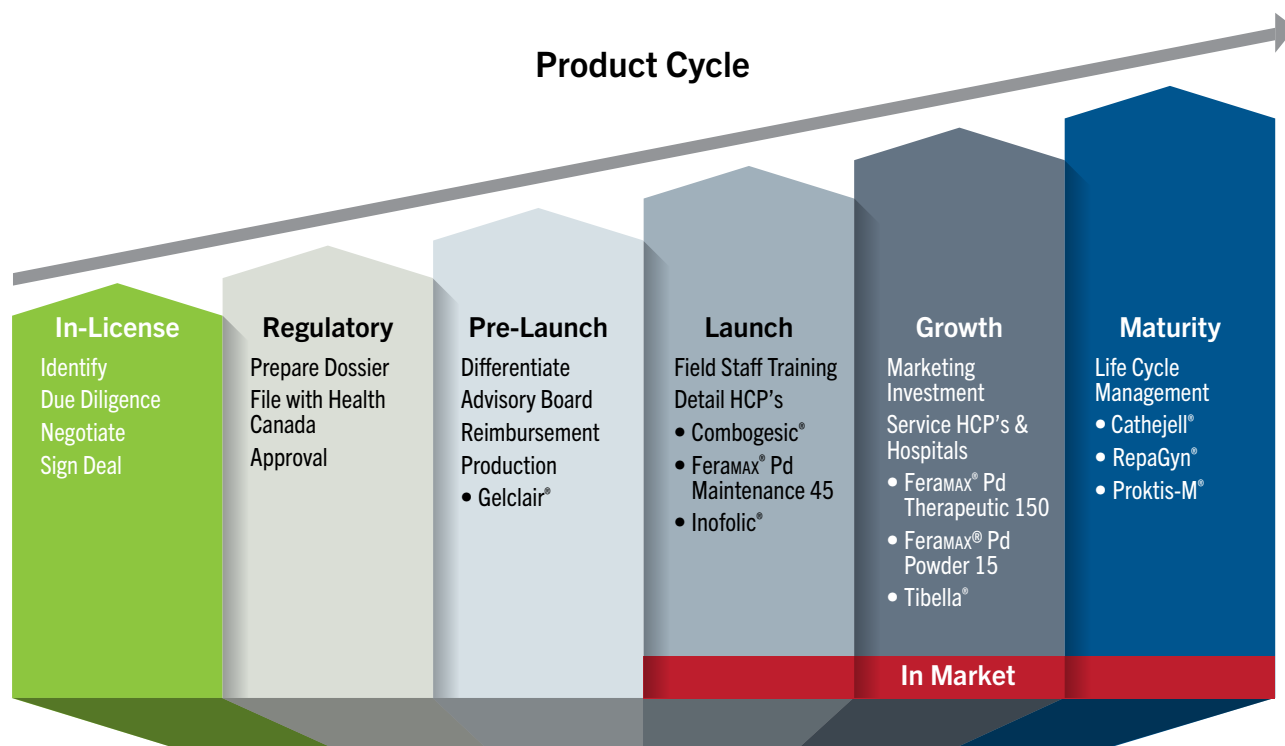 Product Cycle
In-License
Identify
Due Diligence
Negotiate
Sign Deal
Regulatory
Prepare Dossier
File with Health
Canada
Approval
Pre-Launch
Differentiate
Advisory Board
Reimbursement
Production
• Gelclair®
Launch
Field Staff Training
Detail HCP's
• Combogesic®
• FeraMAX® Pd
Maintenance 45
• Inofolic®
Growth
Marketing
Investment
Service HCP's &
Hospitals
• FeraMAX® Pd
Therapeutic 150
• FeraMAX® Pd
Powder 15
• Tibella®
Maturity
Life Cycle
Management
• Cathejell®
• RepaGyn®
• Proktis-M®
In Market